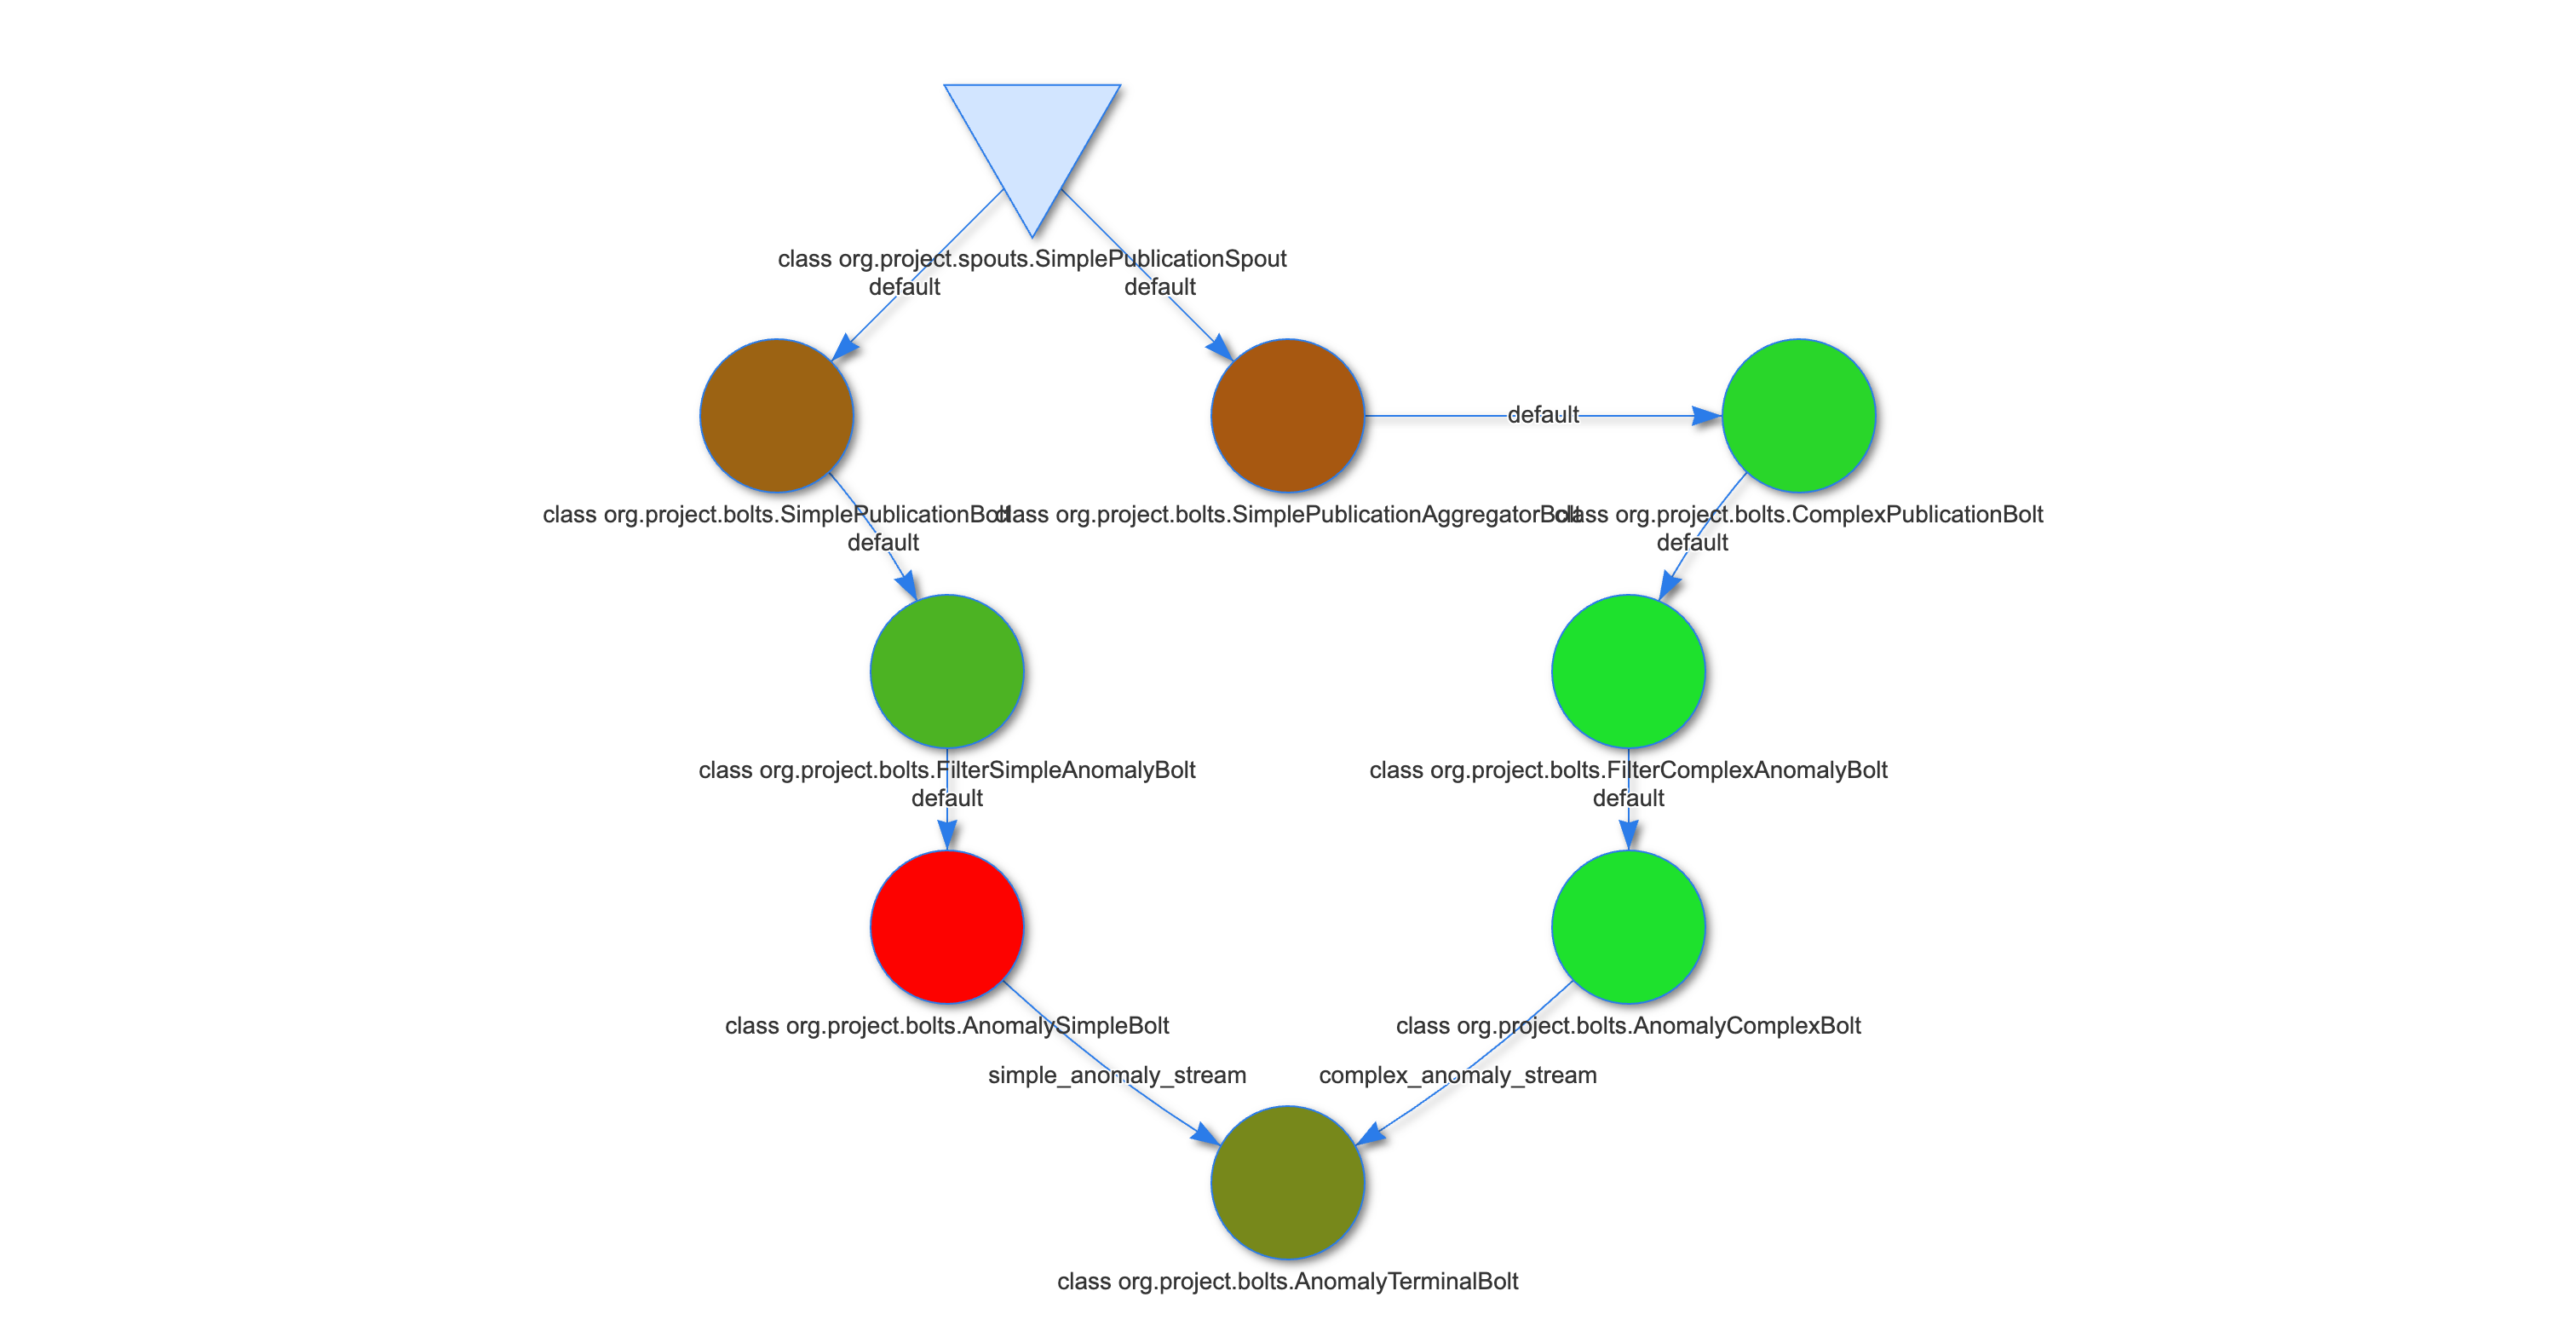 class org.project.spouts.SimplePublicationSpout
default
default
default
class org.project.bolts.SimplePublicationBolt
class org.project.bolts.SimplePublicationAggregatorBolt
class org.project.bolts.ComplexPublicationBolt
default
default
class org.project.bolts.FilterSimpleAnomalyBolt
class org.project.bolts.FilterComplexAnomalyBolt
default
default
class org.project.bolts.AnomalySimpleBolt
class org.project.bolts.AnomalyComplexBolt
simple_anomaly_stream
complex_anomaly_stream
class org.project.bolts.AnomalyTerminalBolt